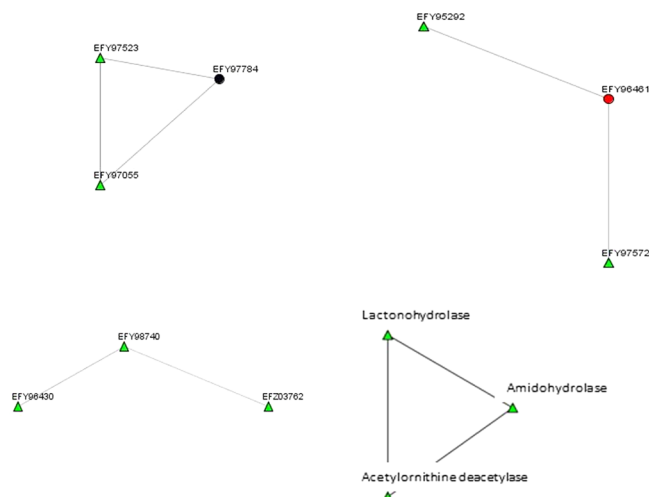 EFY95292
EFY97523
EFY97784
EFY96461
EFY97055
EFY97572
Lactonohydrolase
EFY98740
Amidohydrolase
EFY96430
EFZ03762
Acetylornithine deacetylase